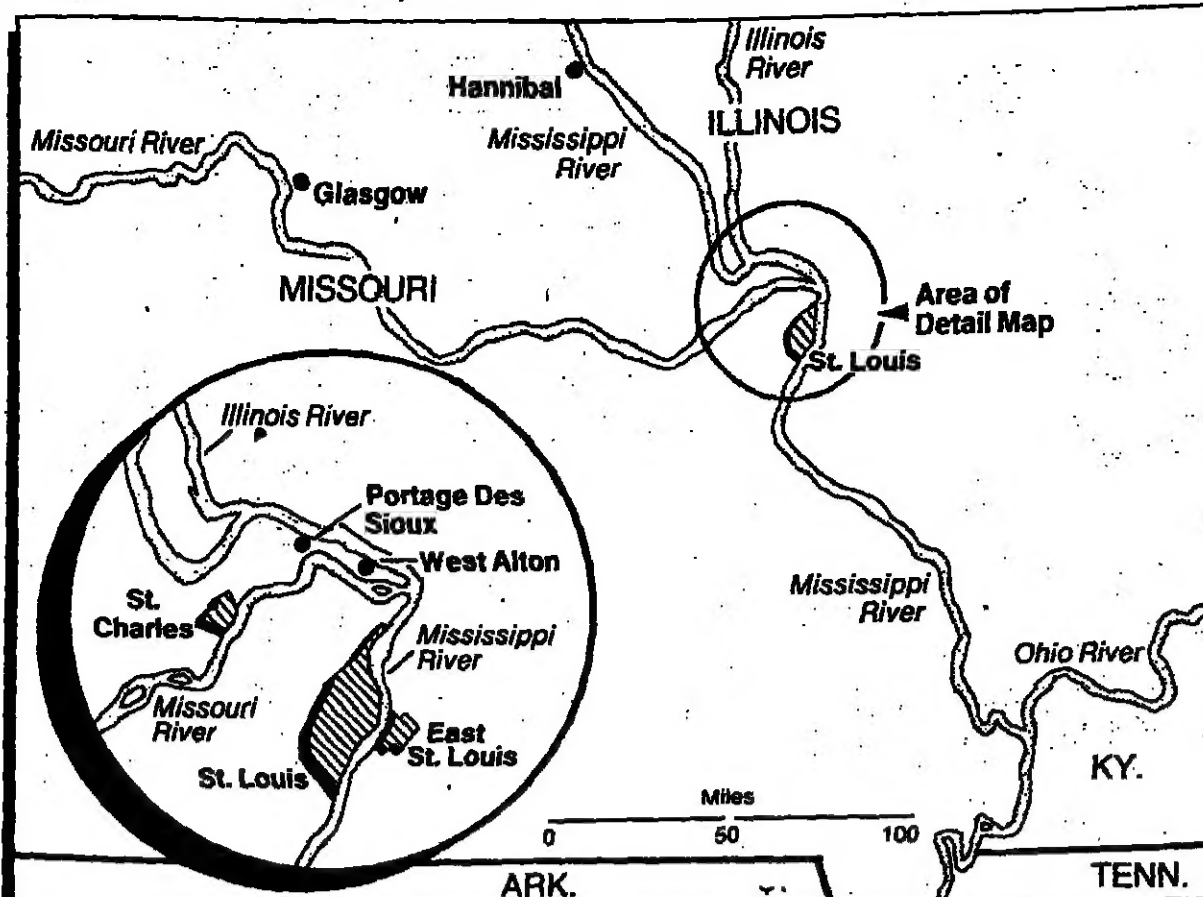 Illinois
River
Hannibal
ILLINOIS
Mississippi
River
Missouri River
Glasgow
MISSOURI
Area of
Detail Map
St. Louis
Illinois River
Portage Des
Sioux
West Alton
St.
Charles
Mississippi
River
Missouri
River
East
St. Louis
St. Louis
Mississippi
River
Ohio River
KY.
Miles
0 50 100
ARK.
TENN.